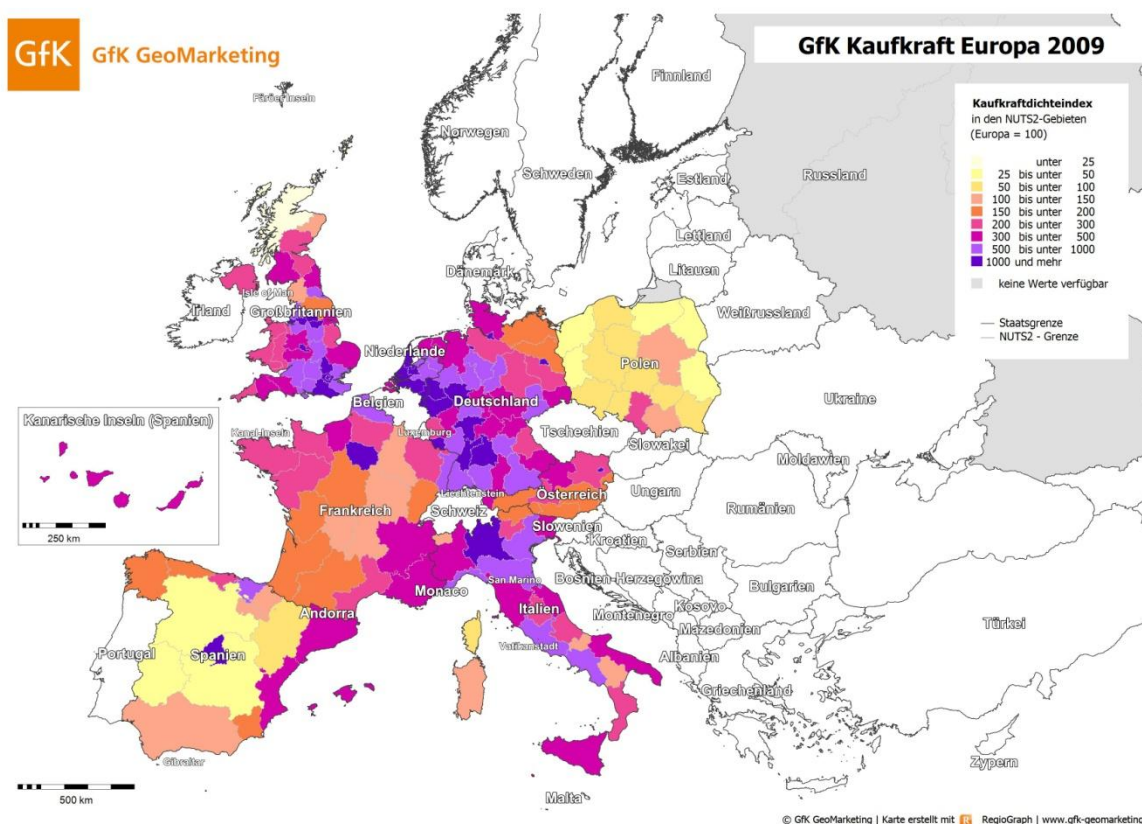 GfK
GfK GeoMarketing
GfK Kaufkraft Europa 2009
Kaufkraftdichteindex
in den NUTS2-Gebieten
(Europa = 100)
unter 25
25 bis unter 50
50 bis unter 100
100 bis unter 150
150 bis unter 200
200 bis unter 300
300 bis unter 500
500 bis unter 1000
1000 und mehr
keine Werte verfügbar
Staatsgrenze
NUTS2 - Grenze
Färöer Inseln
Finnland
Norwegen
Schweden
Russland
Estland
Lettland
Dänemark
Litauen
Isle of Man
Irland
Großbritannien
Weißrussland
Niederlande
Polen
Belgien
Deutschland
Ukraine
Kanarische Inseln (Spanien)
250 km
Kanal-Inseln
Luxemburg
Tschechien
Slowakei
Moldawien
Liechtenstein
Österreich
Ungarn
Frankreich
Schweiz
Rumänien
Slowenien
Kroatien
Serbien
San Marino
Bosnien-Herzegowina
Bulgarien
Monaco
Andorra
Italien
Montenegro
Kosovo
Mazedonien
Türkei
Portugal
Spanien
Vatikanstadt
Albanien
Griechenland
Gibraltar
Zypern
500 km
Malta
© GfK GeoMarketing | Karte erstellt mit RegioGraph | www.gfk-geomarketing